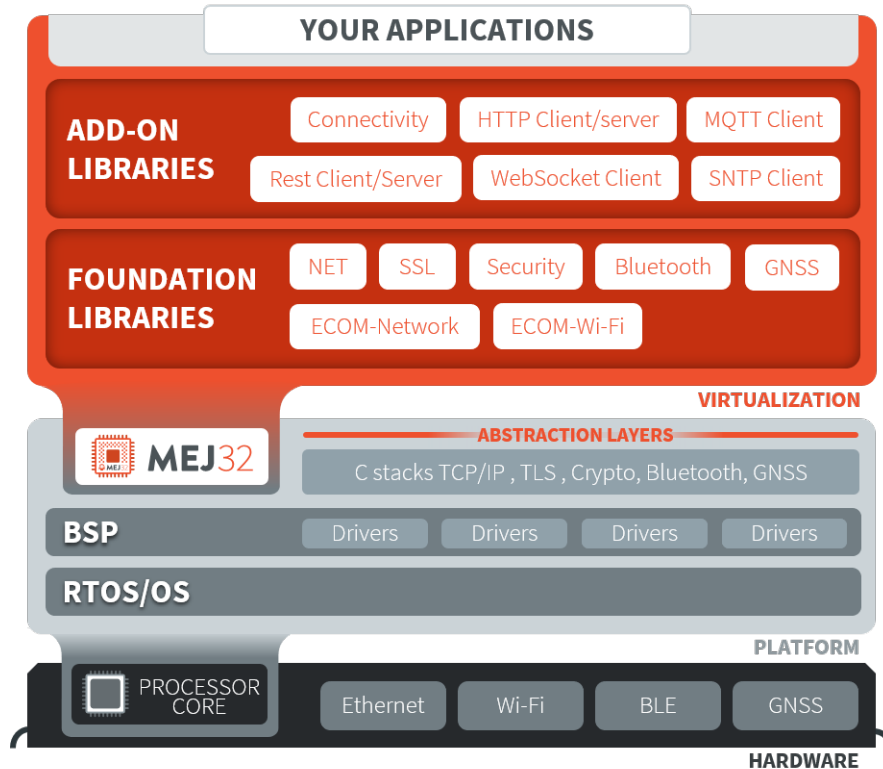 YOUR APPLICATIONS
ADD-ON
LIBRARIES
Connectivity
HTTP Client/server
MQTT Client
Rest Client/Server
WebSocket Client
SNTP Client
FOUNDATION
LIBRARIES
NET
SSL
Security
Bluetooth
GNSS
ECOM-Network
ECOM-Wi-Fi
VIRTUALIZATION
MEJ32
ABSTRACTION LAYERS
C stacks TCP/IP , TLS , Crypto, Bluetooth, GNSS
BSP
Drivers
Drivers
Drivers
Drivers
RTOS/OS
PLATFORM
PROCESSOR
CORE
Ethernet
Wi-Fi
BLE
GNSS
HARDWARE